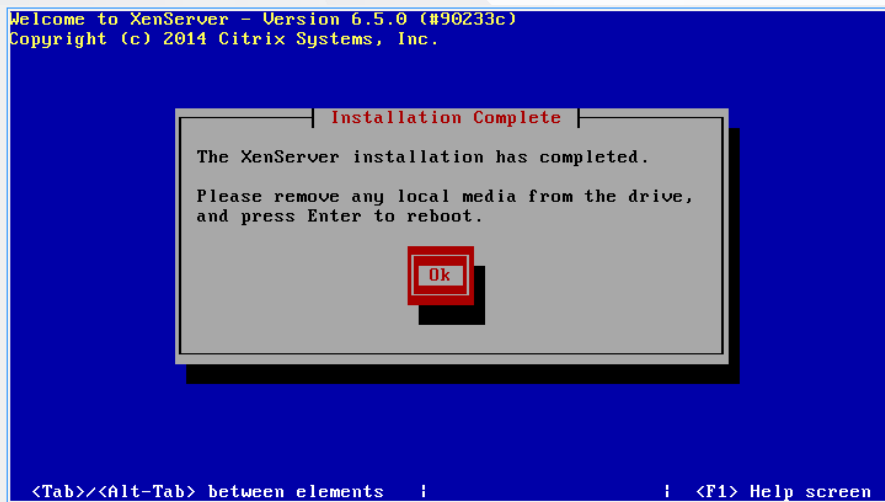 Welcome to XenServer - Version 6.5.0 (#90233c)
Copyright (c) 2014 Citrix Systems, Inc.
Installation Complete
The XenServer installation has completed.
Please remove any local media from the drive,
and press Enter to reboot.
Ok
<Tab>/<Alt-Tab> between elements | | <F1> Help screen